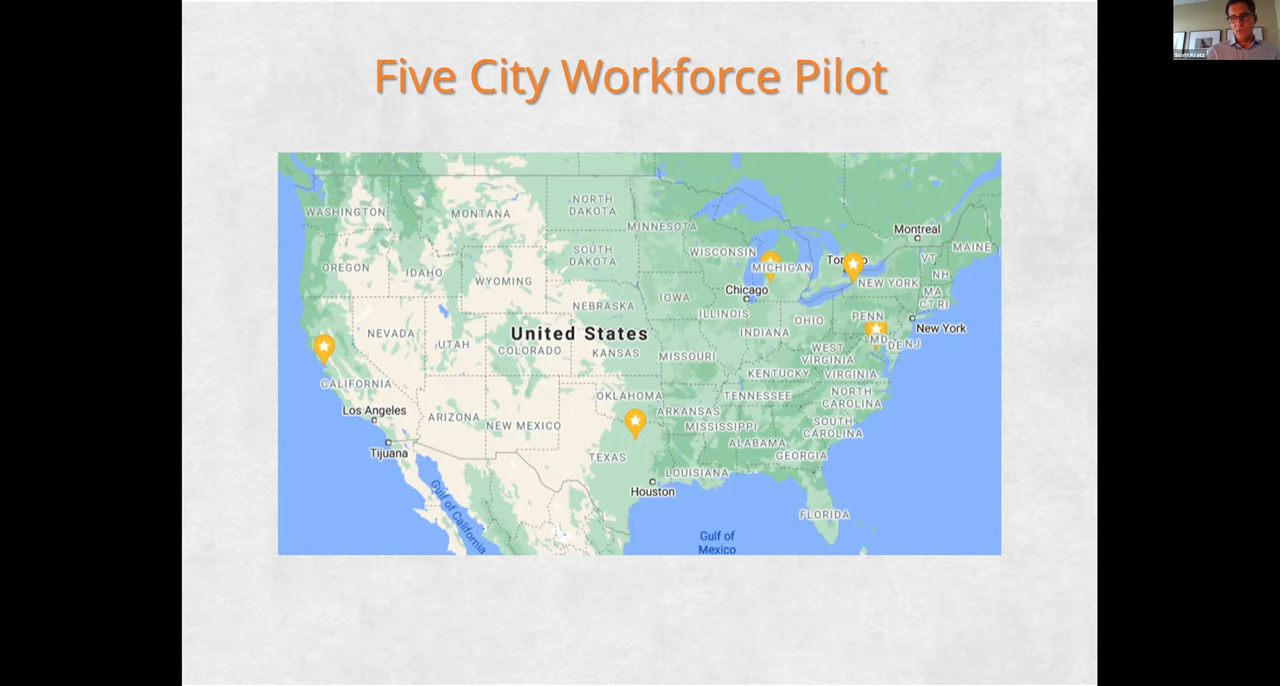 Five City Workforce Pilot
Scott Kratz
WASHINGTON
MONTANA
NORTH
DAKOTA
MINNESOTA
Montreal
MAINE
OREGON
IDAHO
SOUTH
DAKOTA
WISCONSIN
MICHIGAN
VT
NH
WYOMING
NEW YORK
MA
CT RI
NEBRASKA
IOWA
Chicago
ILLINOIS
INDIANA
OHIO
PENN
New York
NEVADA
UTAH
United States
COLORADO
KANSAS
MISSOURI
WEST
VIRGINIA
MD
DE
NJ
CALIFORNIA
KENTUCKY
VIRGINIA
Los Angeles
ARIZONA
NEW MEXICO
OKLAHOMA
ARKANSAS
TENNESSEE
NORTH
CAROLINA
Tijuana
MISSISSIPPI
SOUTH
CAROLINA
TEXAS
ALABAMA
GEORGIA
LOUISIANA
Houston
Gulf of California
FLORIDA
Gulf of
Mexico